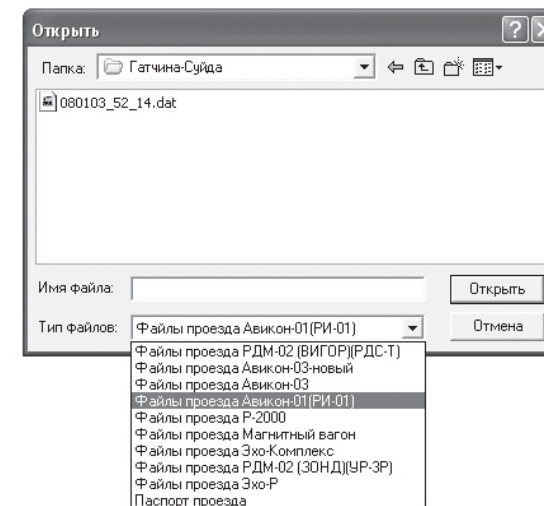 Открыть
Папка: Гатчина-Суйда
080103_52_14.dat
Имя файла: Открыть
Тип файлов: Файлы проезда Авикон-01(РИ-01) Отмена
Файлы проезда РДМ-02 (ВИГОР)(РДС-Т)
Файлы проезда Авикон-03-новый
Файлы проезда Авикон-03
Файлы проезда Авикон-01(РИ-01)
Файлы проезда Р-2000
Файлы проезда Магнитный вагон
Файлы проезда Эхо-Комплекс
Файлы проезда РДМ-02 (ЗОНД)(УР-3Р)
Файлы проезда Эхо-Р
Паспорт проезда